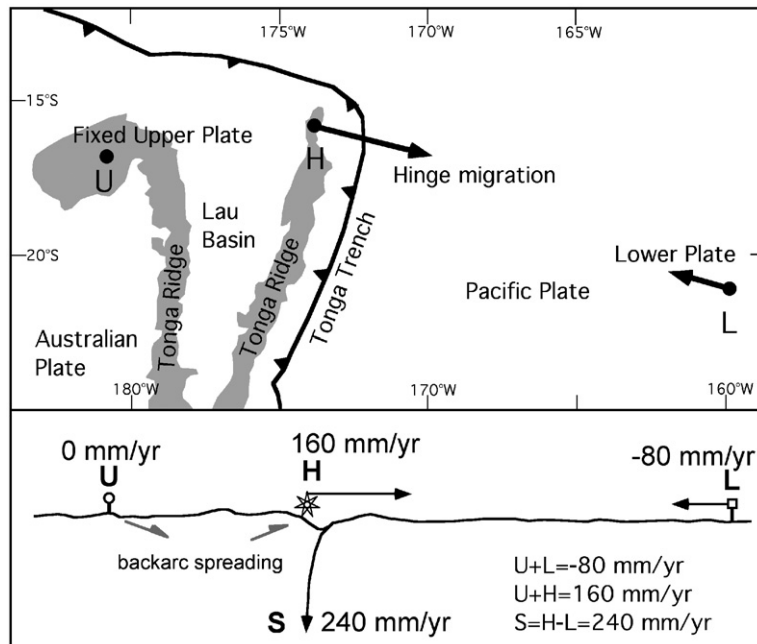 175°W 170°W 165°W
15°S
Fixed Upper Plate
U
H
Hinge migration
Lau
Basin
20°S
Lower Plate
L
Pacific Plate
Tonga Ridge
Tonga Ridge
Tonga Trench
Australian
Plate
180°W 175°W 170°W 160°W
0 mm/yr
U
160 mm/yr
H
-80 mm/yr
L
backarc spreading
S 240 mm/yr
U+L=-80 mm/yr
U+H=160 mm/yr
S=H-L=240 mm/yr